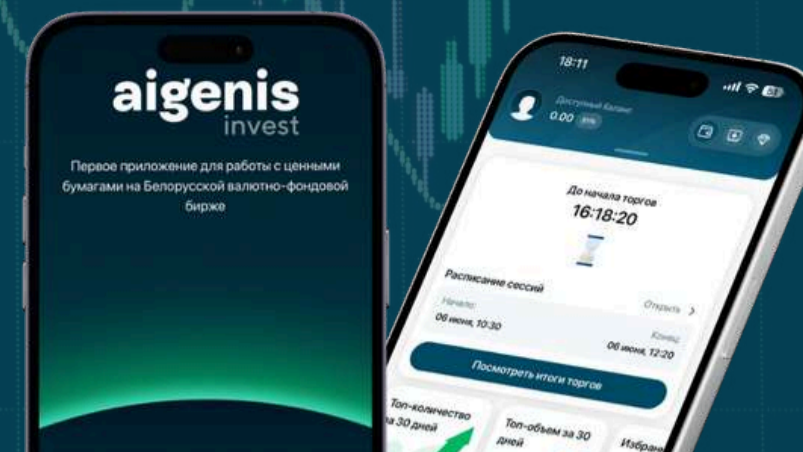 aigenis
invest
Первое приложение для работы с ценными
бумагами на Белорусской валютно-фондовой
бирже
18:11
51
Доступный баланс
0.00 BYN
До начала торгов
16:18:20
Расписание сессий
Открыть
Начало:
06 июня, 10:30
Конец:
06 июня, 12:20
Посмотреть итоги торгов
Топ-количество
за 30 дней
Топ-объем за 30
дней